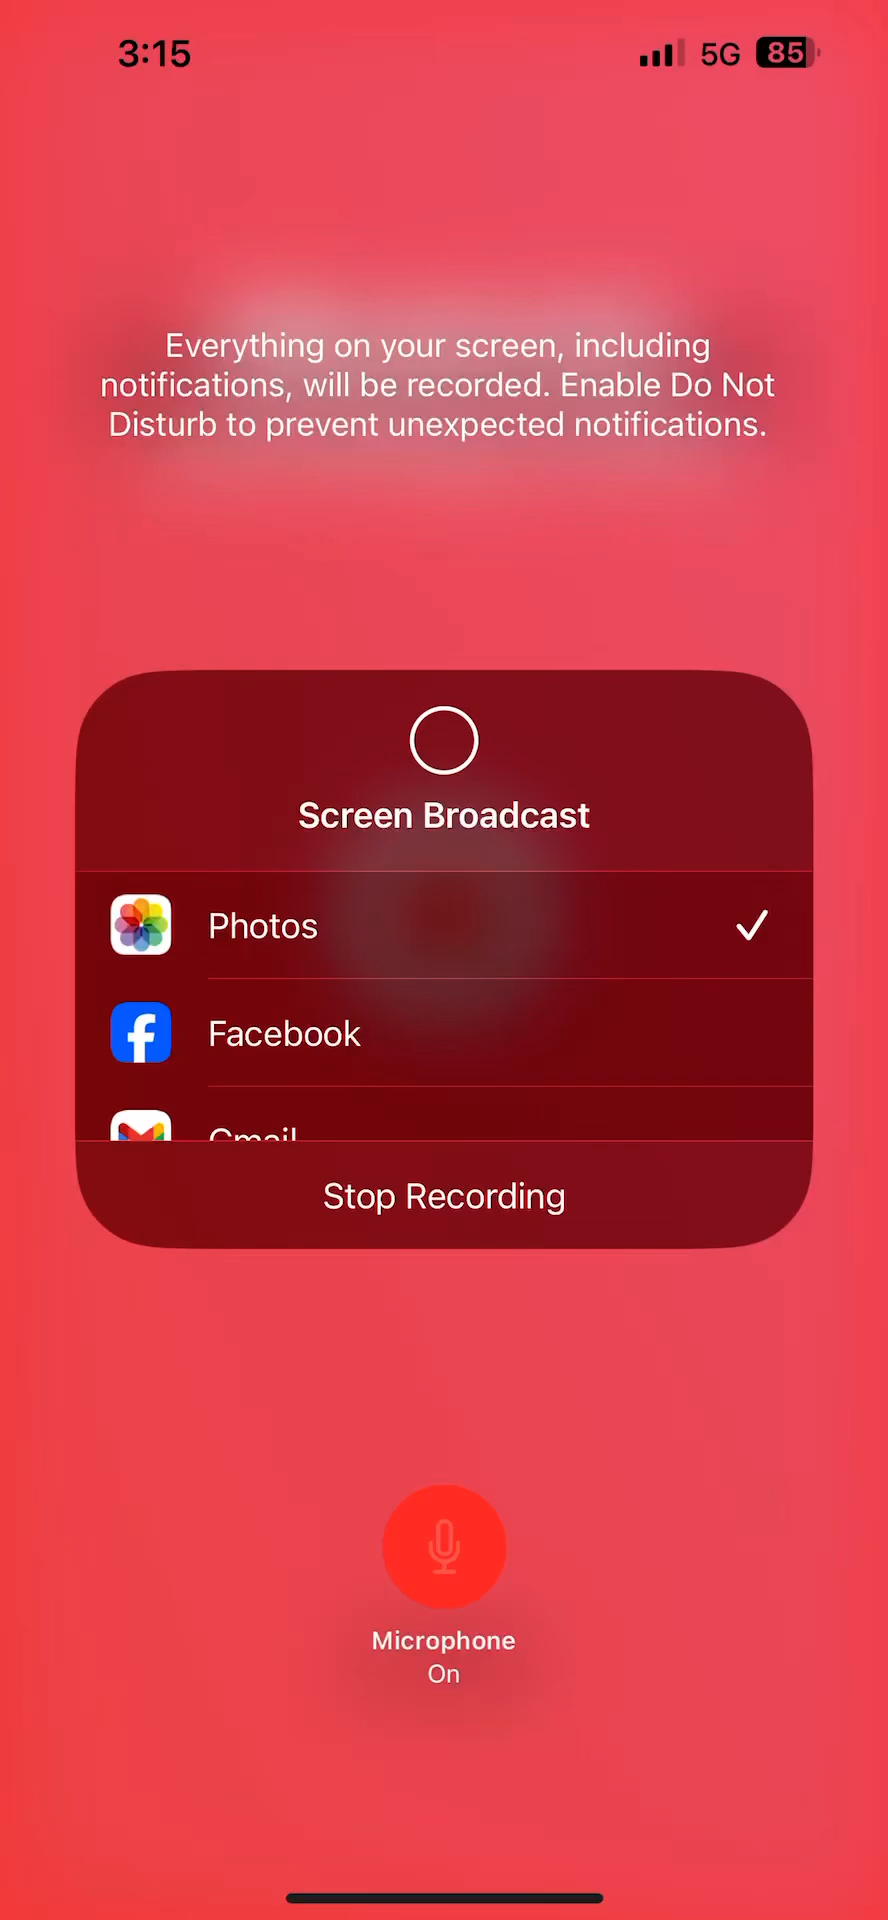 3:15
5G
85
Everything on your screen, including
notifications, will be recorded. Enable Do Not
Disturb to prevent unexpected notifications.
Screen Broadcast
Photos
Facebook
Gmail
Stop Recording
Microphone
On